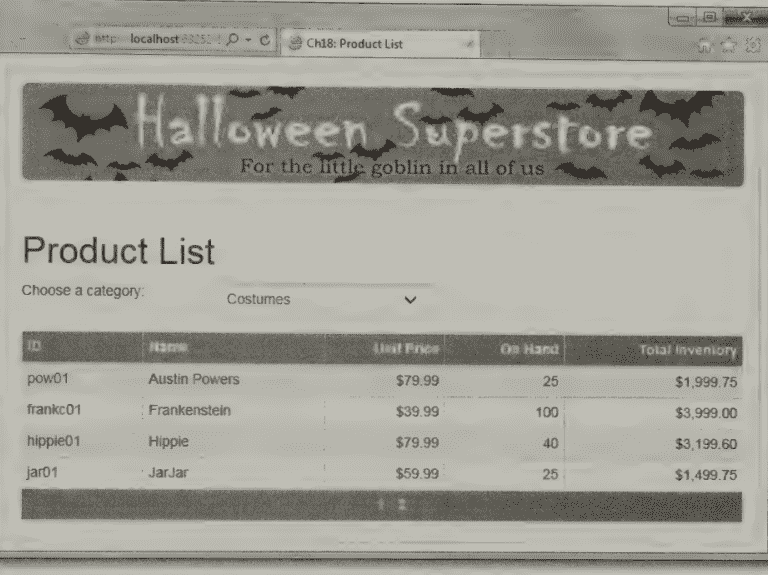 http: localhost
Ch18: Product List
Halloween Superstore
For the little goblin in all of us
Product List
Choose a category: Costumes
ID Name Unit Price On Hand Total Inventory
pow01 Austin Powers $79.99 25 $1,999.75
frankc01 Frankenstein $39.99 100 $3,999.00
hippie01 Hippie $79.99 40 $3,199.60
jar01 JarJar $59.99 25 $1,499.75
1 2